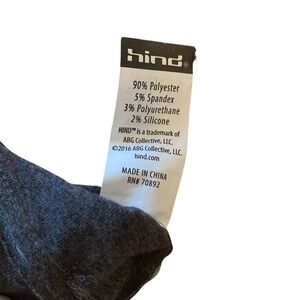 hind®
90% Polyester
5% Spandex
3% Polyurethane
2% Silicone
HIND™ is a trademark of
ABG Collective, LLC.
©2016 ABG Collective, LLC
hind.com
MADE IN CHINA
RN# 70892